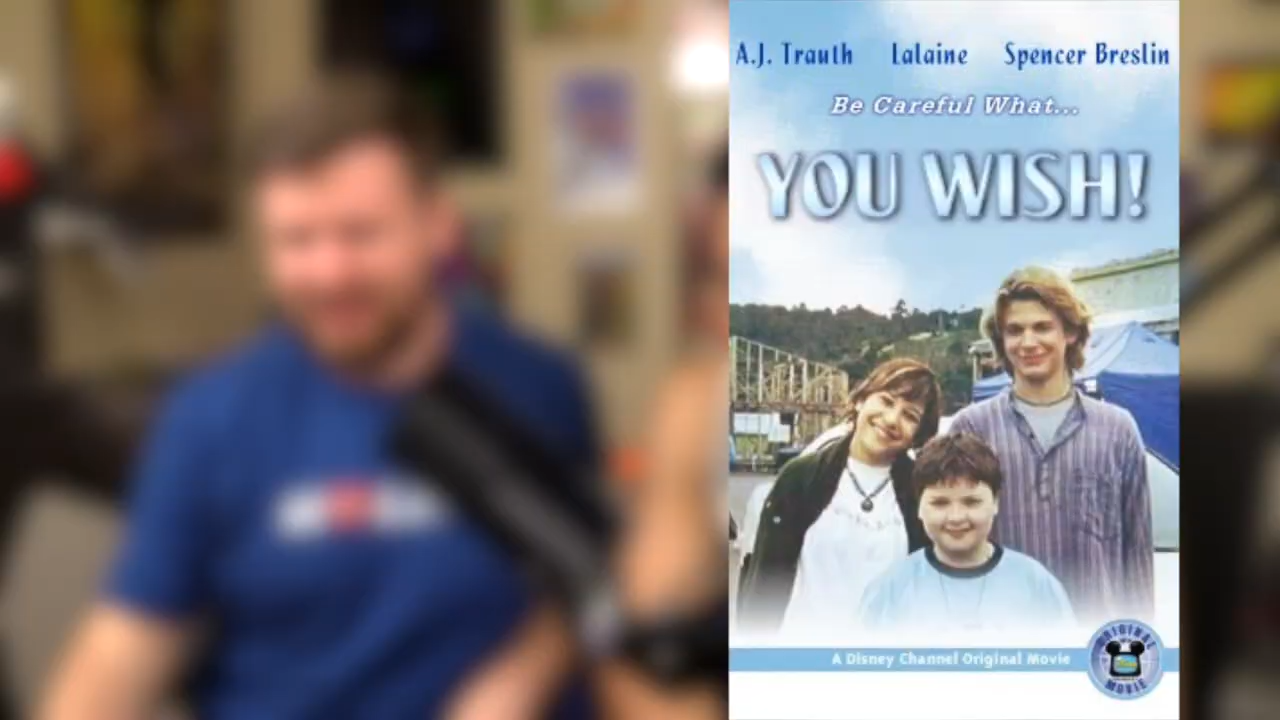 A.J. Trauth Lalaine Spencer Breslin
Be Careful What...
YOU WISH!
A Disney Channel Original Movie
ORIGINAL
MOVIE